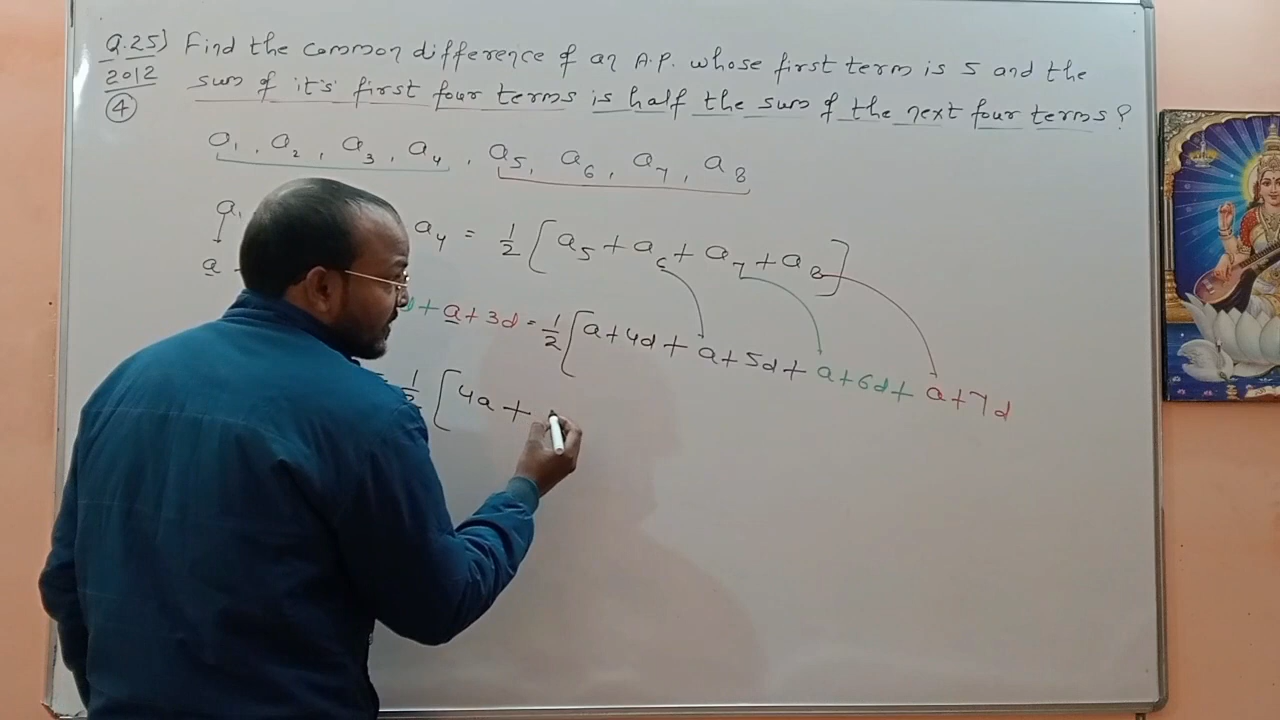 Q.25) Find the common difference of an A.P. whose first term is 5 and the
2012 sum of it's first four terms is half the sum of the next four terms?
④
a₁, a₂, a₃, a₄, a₅, a₆, a₇, a₈
a₁ a₄ = 1/2 [a₅ + a₆ + a₇ + a₈]
a + a + 3d = 1/2 [a + 4d + a + 5d + a + 6d + a + 7d
1/2 [4a +